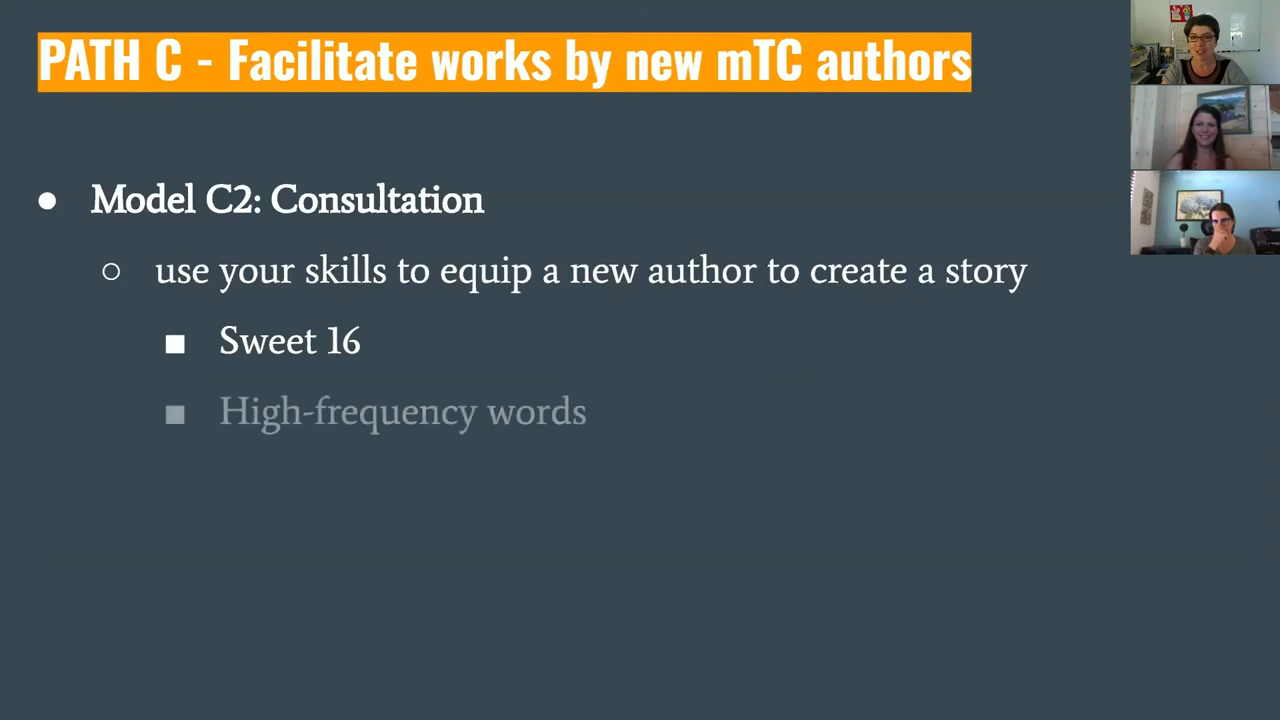 PATH C - Facilitate works by new mTC authors
● Model C2: Consultation
○ use your skills to equip a new author to create a story
■ Sweet 16
■ High-frequency words